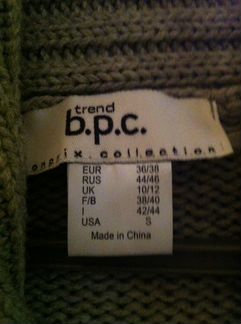 trend
b.p.c.
onprix.collection
EUR 36/38
RUS 44/46
UK 10/12
F/B 38/40
I 42/44
USA S
Made in China